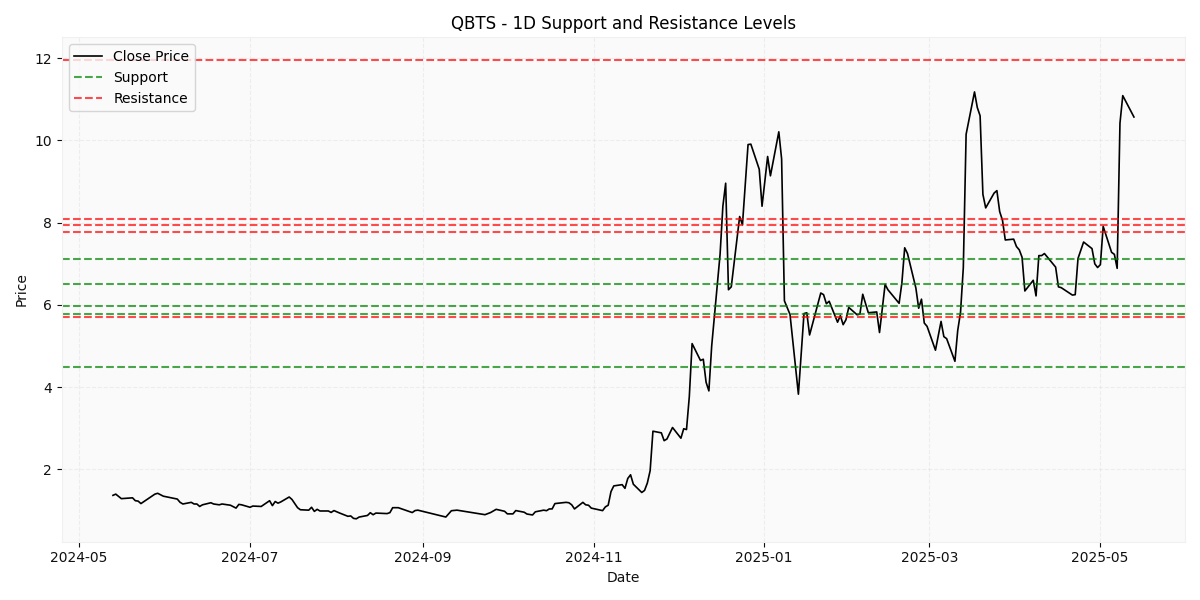 QBTS - 1D Support and Resistance Levels
Close Price
Support
Resistance
Price
12
10
8
6
4
2
2024-05
2024-07
2024-09
2024-11
2025-01
2025-03
2025-05
Date